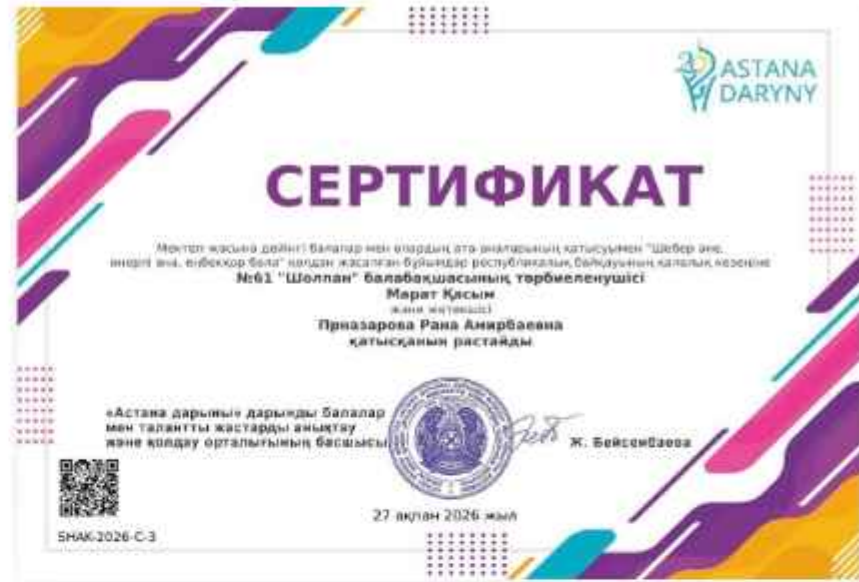 ASTANA
DARYNY
СЕРТИФИКАТ
Мектеп жасына дейінгі балалар мен олардың ата-аналарының қатысуымен "Шебер әке,
өнерлі ана, еңбекқор бала" қолдан жасалған бұйымдар республикалық байқауының қалалық кезеңіне
№61 "Шолпан" балабақшасының тәрбиеленушісі
Марат Қасым
және жетекшісі
Прназарова Рана Амирбаевна
қатысқанын растайды
«Астана дарыны» дарынды балалар
мен талантты жастарды анықтау
және қолдау орталығының басшысы
Ж. Бейсенбаева
27 ақпан 2026 жыл
SHAK-2026-C-3